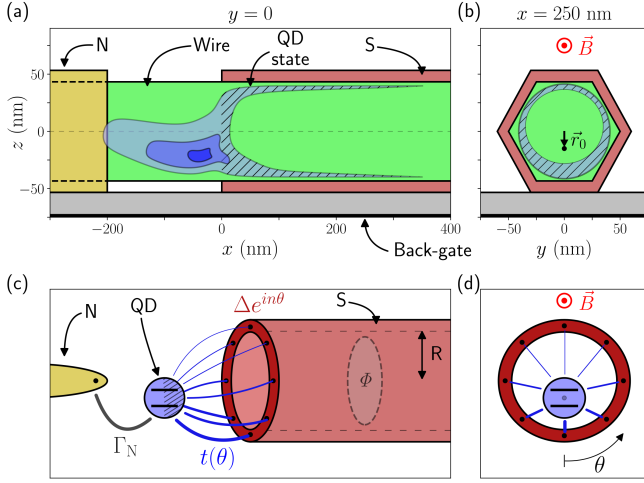 (a)
y = 0
N
Wire
QD
state
S
z (nm)
50
0
−50
−200
0
200
400
x (nm)
Back-gate
(b)
x = 250 nm
B⃗
r⃗₀
−50
0
50
y (nm)
(c)
N
QD
Δe^{inθ}
S
R
Φ
Γ_N
t(θ)
(d)
B⃗
θ